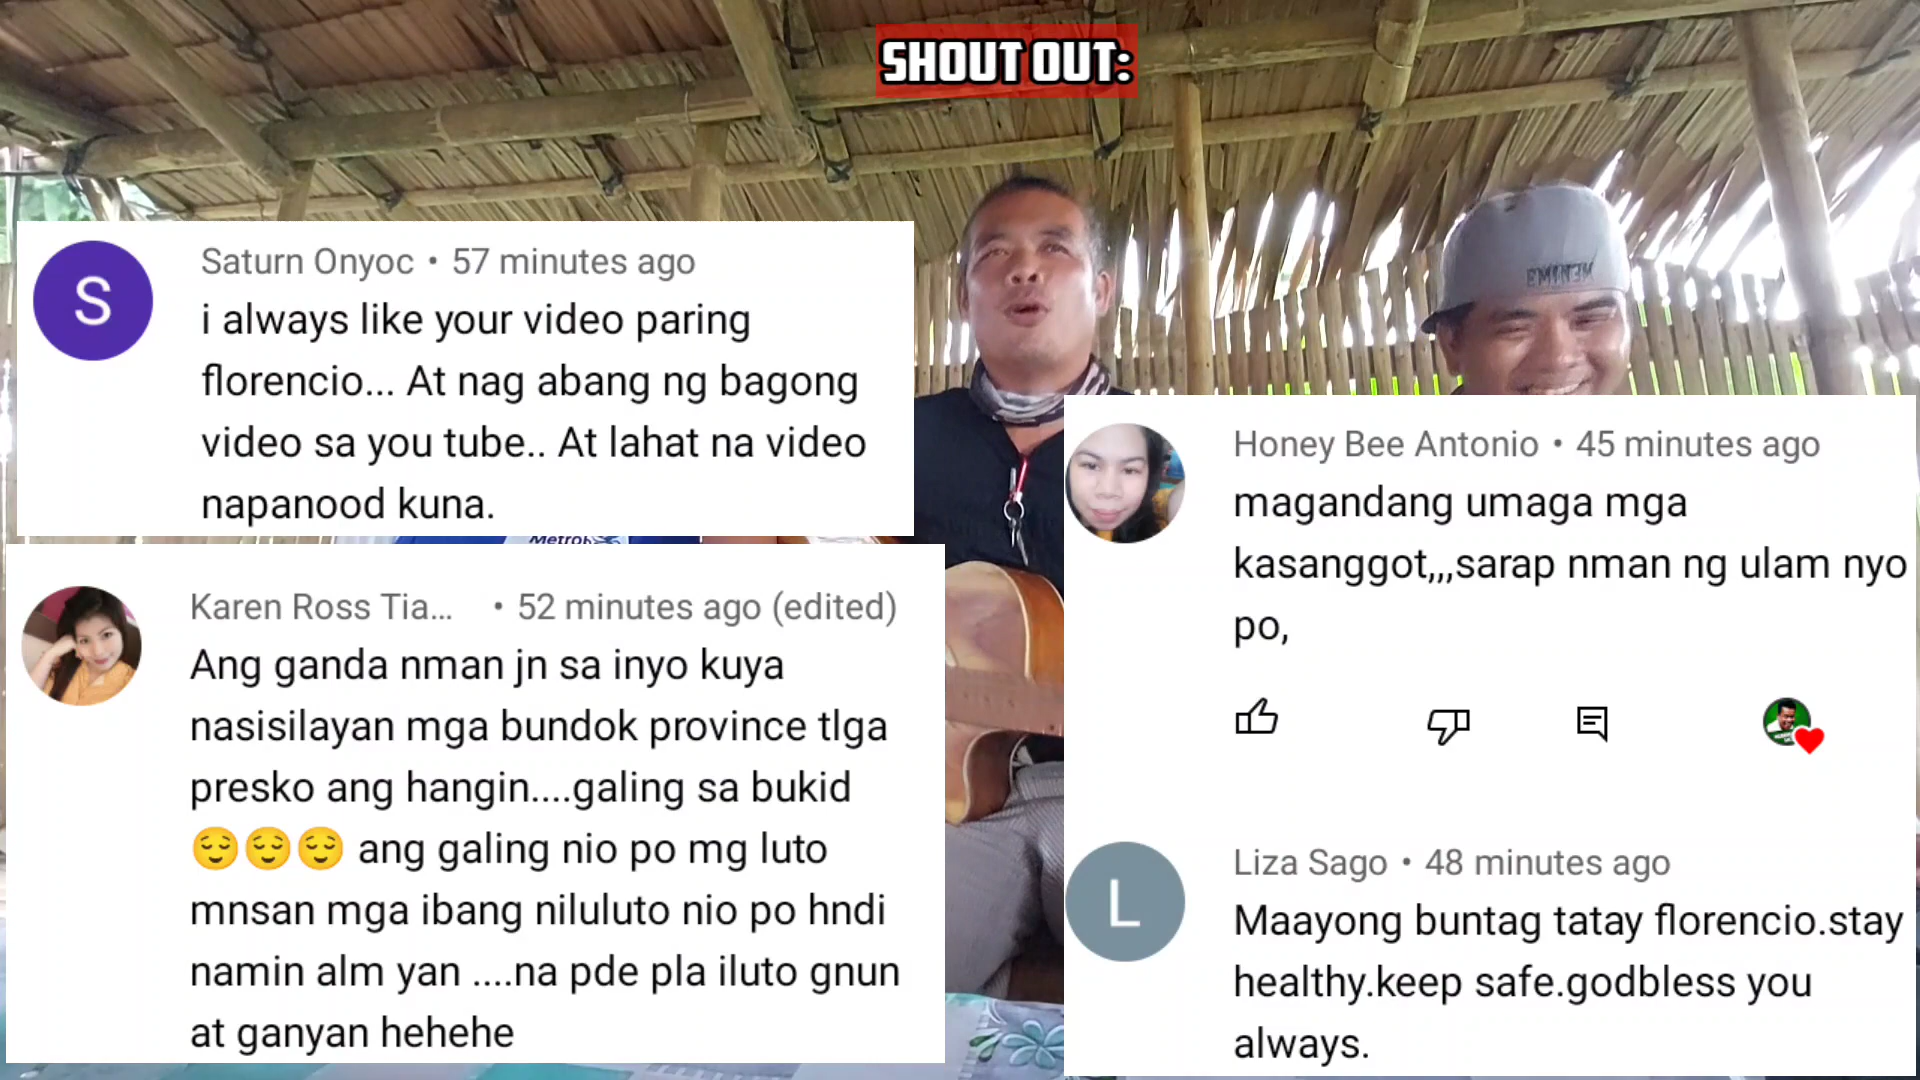 SHOUT OUT:
EMINEM
S
Saturn Onyoc • 57 minutes ago
i always like your video paring
florencio... At nag abang ng bagong
video sa you tube.. At lahat na video
napanood kuna.
Karen Ross Tia... • 52 minutes ago (edited)
Ang ganda nman jn sa inyo kuya
nasisilayan mga bundok province tlga
presko ang hangin....galing sa bukid
😌😌😌 ang galing nio po mg luto
mnsan mga ibang niluluto nio po hndi
namin alm yan ....na pde pla iluto gnun
at ganyan hehehe
Honey Bee Antonio • 45 minutes ago
magandang umaga mga
kasanggot,,,sarap nman ng ulam nyo
po,
L
Liza Sago • 48 minutes ago
Maayong buntag tatay florencio.stay
healthy.keep safe.godbless you
always.